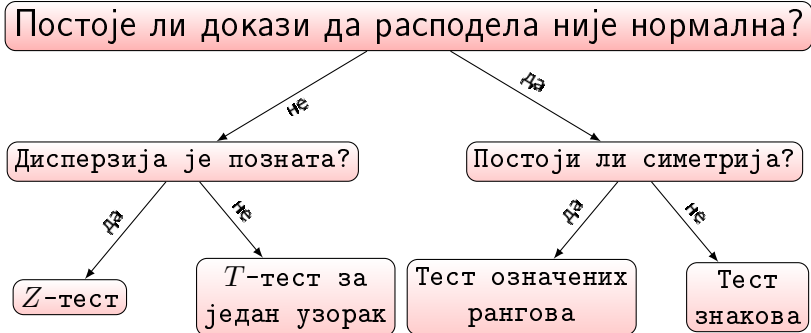 Постоје ли докази да расподела није нормална?
не
да
Дисперзија је позната?
Постоји ли симетрија?
да
не
да
не
Z-тест
T-тест за
један узорак
Тест означених
рангова
Тест
знакова